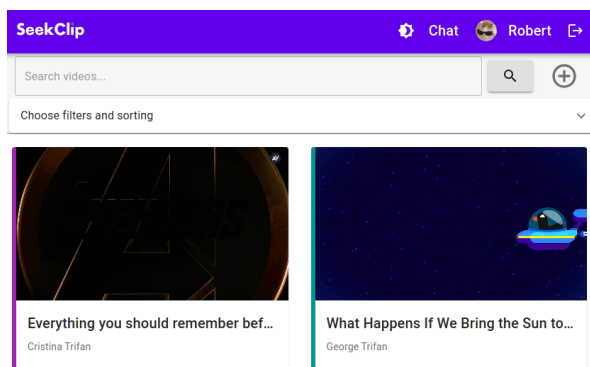 SeekClip
Chat Robert
Search videos...
Choose filters and sorting
Everything you should remember bef...
Cristina Trifan
What Happens If We Bring the Sun to...
George Trifan